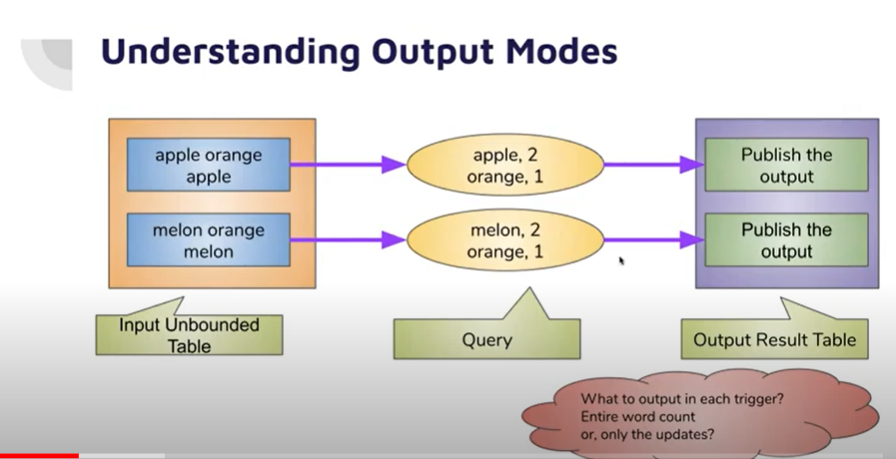 Understanding Output Modes
apple orange
apple
apple, 2
orange, 1
Publish the
output
melon orange
melon
melon, 2
orange, 1
Publish the
output
Input Unbounded
Table
Query
Output Result Table
What to output in each trigger?
Entire word count
or, only the updates?